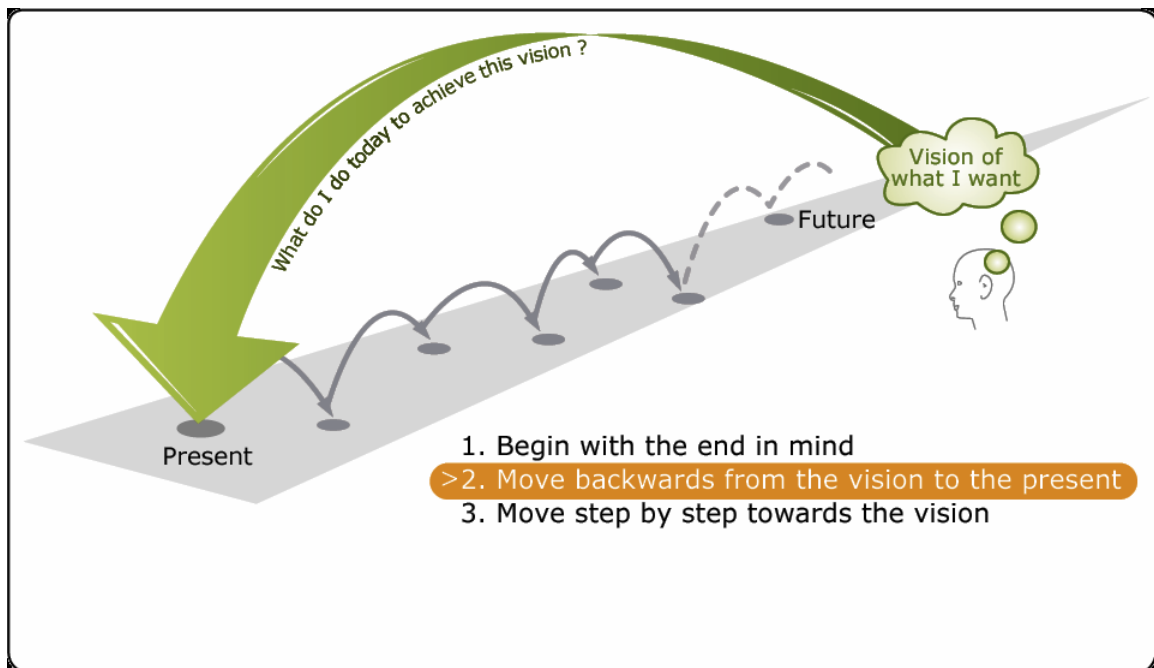 What do I do today to achieve this vision ?
Vision of
what I want
Future
Present
1. Begin with the end in mind
>2. Move backwards from the vision to the present
3. Move step by step towards the vision